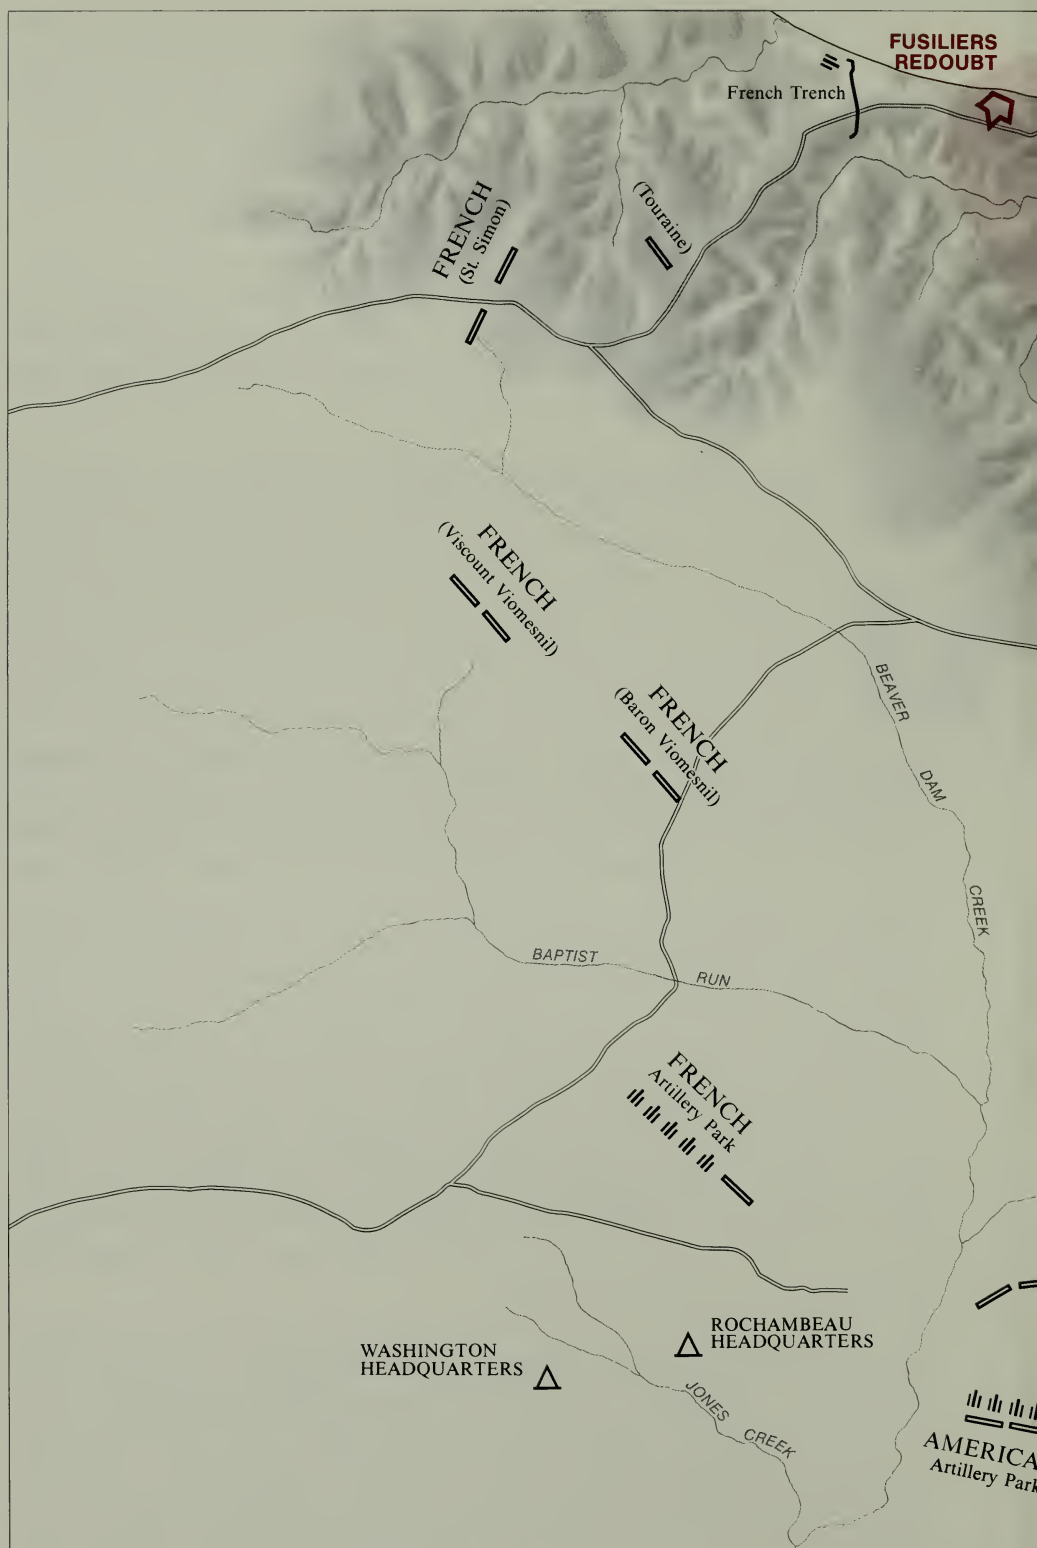 FUSILIERS
REDOUBT
French Trench
FRENCH
(St. Simon)
(Touraine)
FRENCH
(Viscount Viomesnil)
FRENCH
(Baron Viomesnil)
BEAVER
DAM
CREEK
BAPTIST
RUN
FRENCH
Artillery Park
ROCHAMBEAU
HEADQUARTERS
WASHINGTON
HEADQUARTERS
JONES
CREEK
AMERICA
Artillery Park